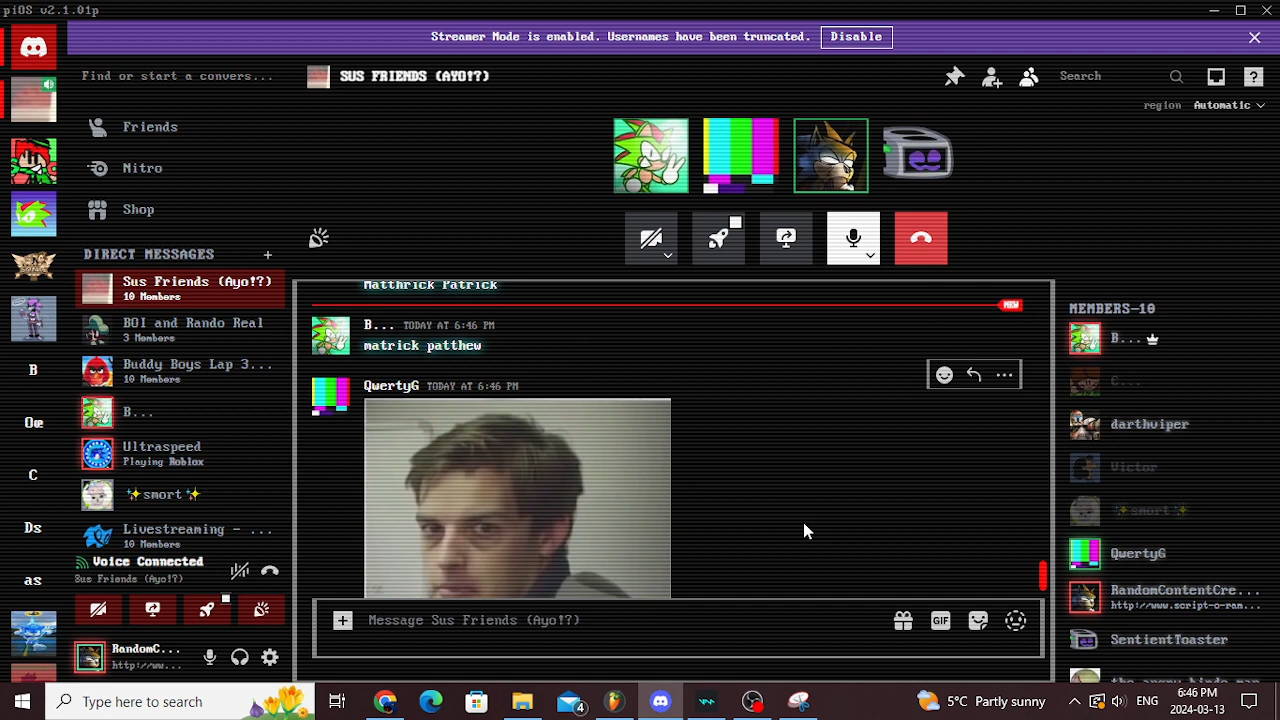 piOS v2.1.01p
Streamer Mode is enabled. Usernames have been truncated. Disable
Find or start a convers...
SUS FRIENDS (AYO!?)
Search
region Automatic
Friends
Nitro
Shop
DIRECT MESSAGES +
Sus Friends (Ayo!?)
10 Members
BOI and Rando Real
3 Members
Buddy Boys Lap 3...
10 Members
B...
Ultraspeed
Playing Roblox
✨smort✨
Livestreaming - ...
10 Members
B
C
Ds
as
Voice Connected
Sus Friends (Ayo!?)
RandomC...
http://ww...
Matthrick Patrick
NEW
B... TODAY AT 6:46 PM
matrick patthew
QwertyG TODAY AT 6:46 PM
Message Sus Friends (Ayo!?)
GIF
MEMBERS—10
B...
C...
darthviper
Victor
✨smort✨
QwertyG
RandomContentCre...
http://www.script-o-ran...
SentientToaster
Type here to search
4
5°C Partly sunny
ENG
6:46 PM
2024-03-13